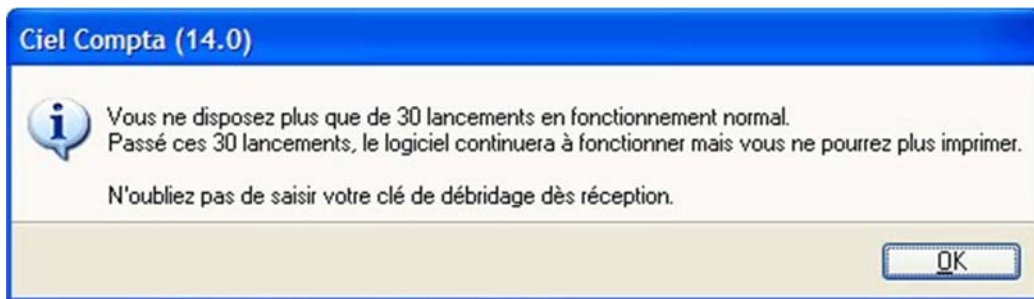 Ciel Compta (14.0)
Vous ne disposez plus que de 30 lancements en fonctionnement normal.
Passé ces 30 lancements, le logiciel continuera à fonctionner mais vous ne pourrez plus imprimer.
N'oubliez pas de saisir votre clé de débridage dès réception.
OK